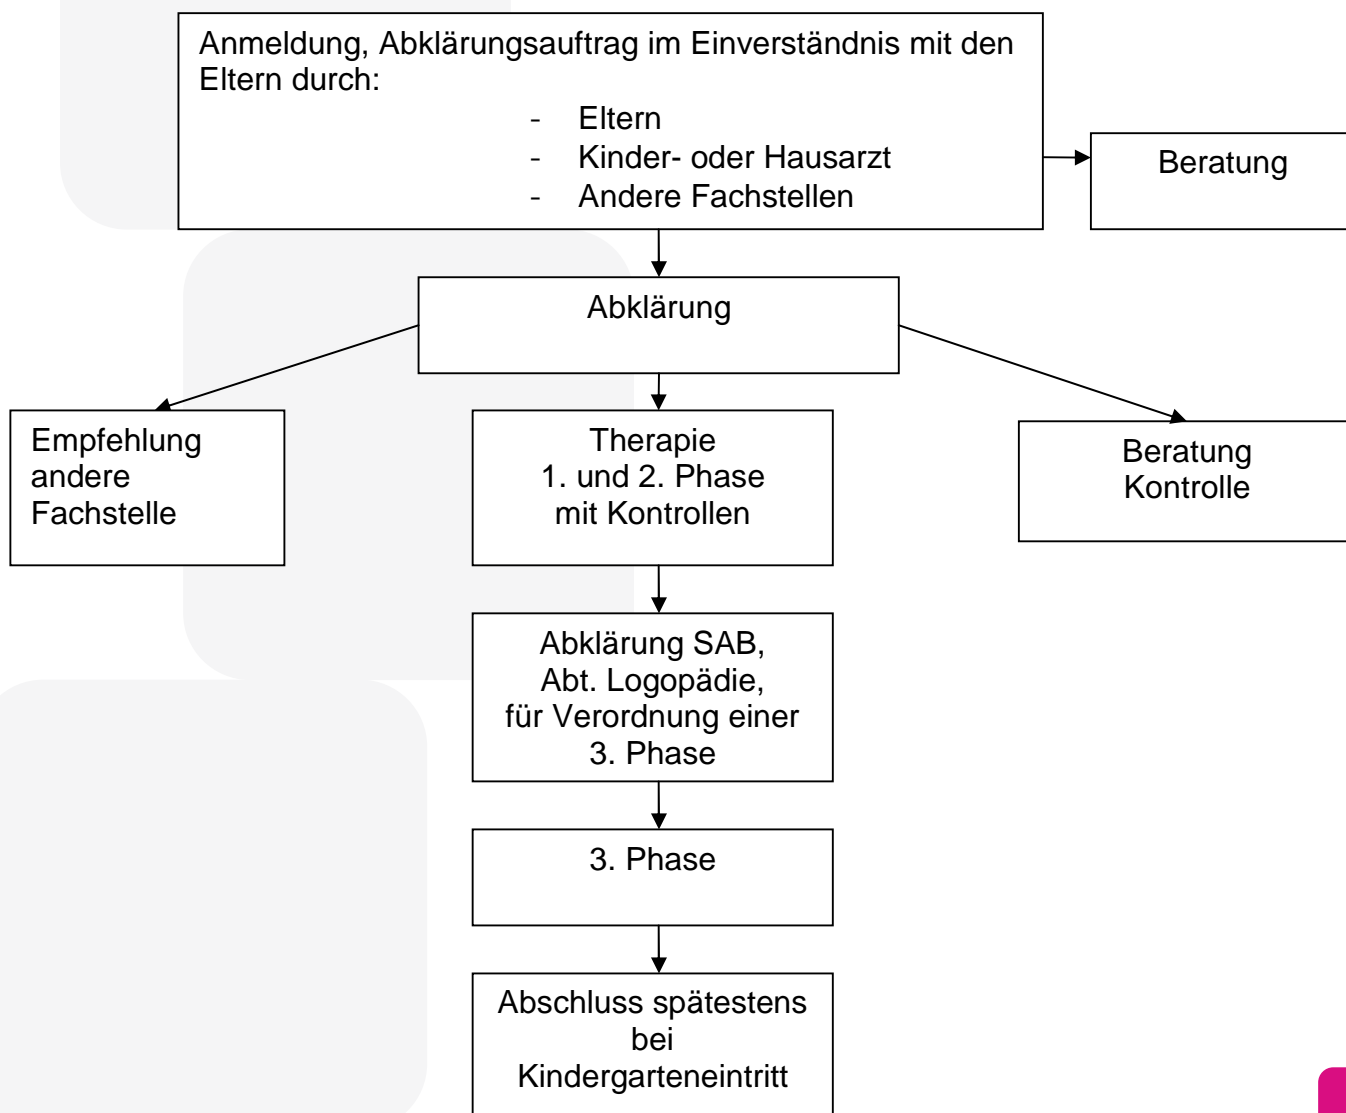 Anmeldung, Abklärungsauftrag im Einverständnis mit den
Eltern durch:
- Eltern
- Kinder- oder Hausarzt
- Andere Fachstellen
Beratung
Abklärung
Empfehlung
andere
Fachstelle
Therapie
1. und 2. Phase
mit Kontrollen
Beratung
Kontrolle
Abklärung SAB,
Abt. Logopädie,
für Verordnung einer
3. Phase
3. Phase
Abschluss spätestens
bei
Kindergarteneintritt